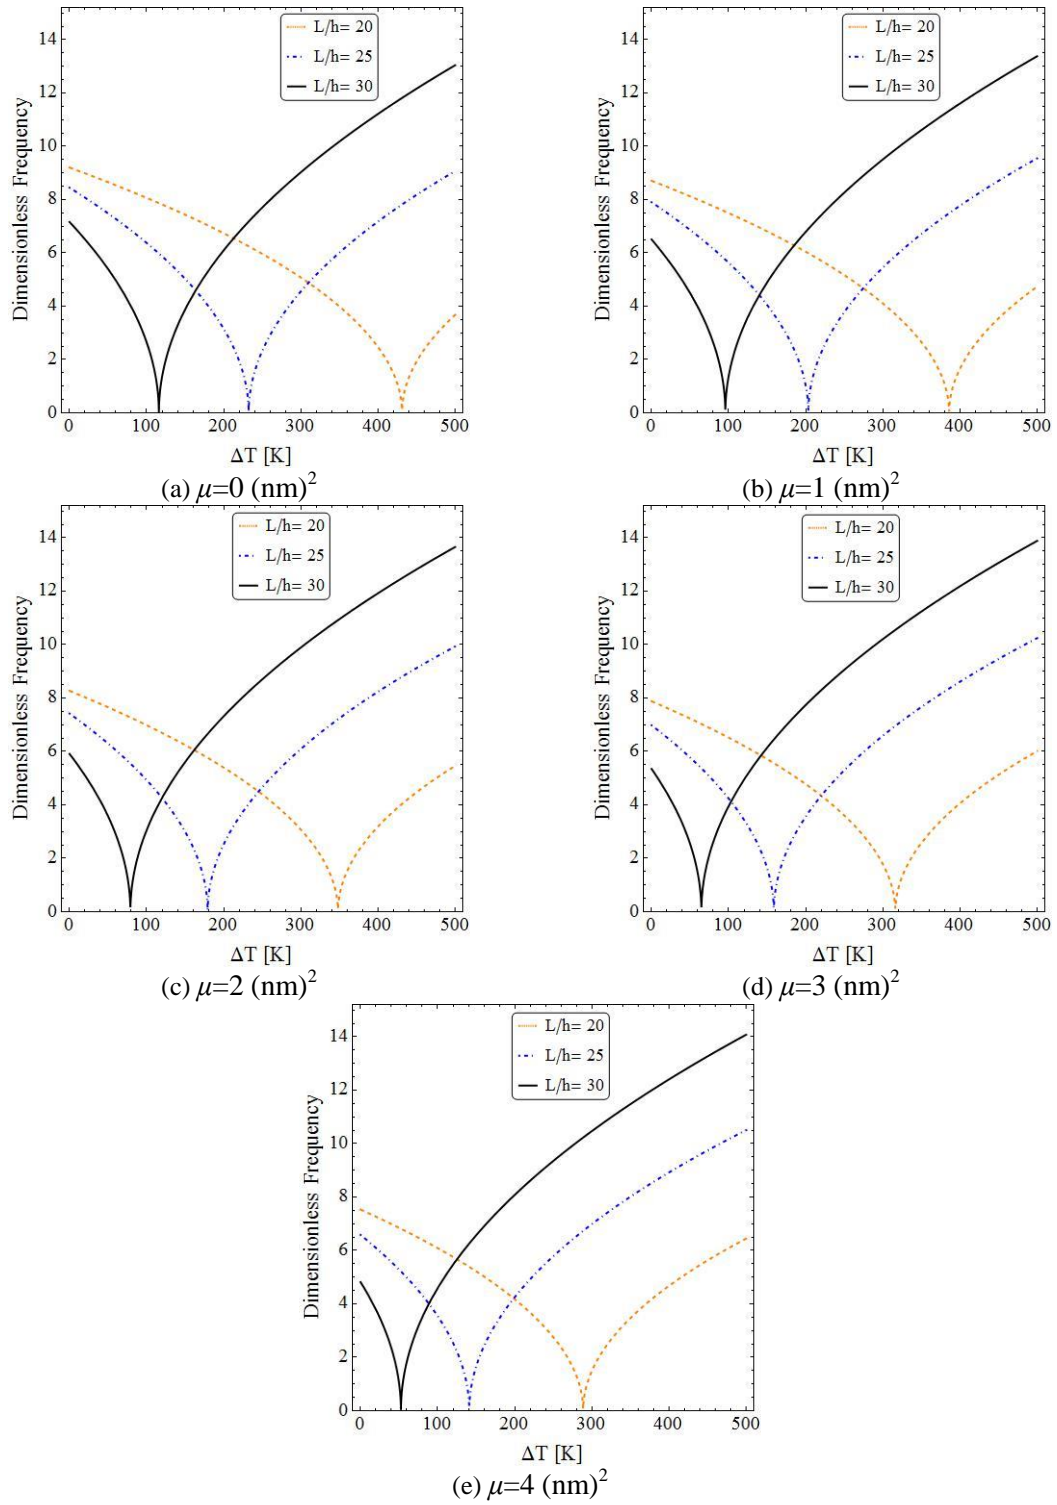 L/h= 20
L/h= 25
L/h= 30
Dimensionless Frequency
14
12
10
8
6
4
2
0
0 100 200 300 400 500
ΔT [K]
(a) μ=0 (nm)²
L/h= 20
L/h= 25
L/h= 30
Dimensionless Frequency
14
12
10
8
6
4
2
0
0 100 200 300 400 500
ΔT [K]
(b) μ=1 (nm)²
L/h= 20
L/h= 25
L/h= 30
Dimensionless Frequency
14
12
10
8
6
4
2
0
0 100 200 300 400 500
ΔT [K]
(c) μ=2 (nm)²
L/h= 20
L/h= 25
L/h= 30
Dimensionless Frequency
14
12
10
8
6
4
2
0
0 100 200 300 400 500
ΔT [K]
(d) μ=3 (nm)²
L/h= 20
L/h= 25
L/h= 30
Dimensionless Frequency
14
12
10
8
6
4
2
0
0 100 200 300 400 500
ΔT [K]
(e) μ=4 (nm)²